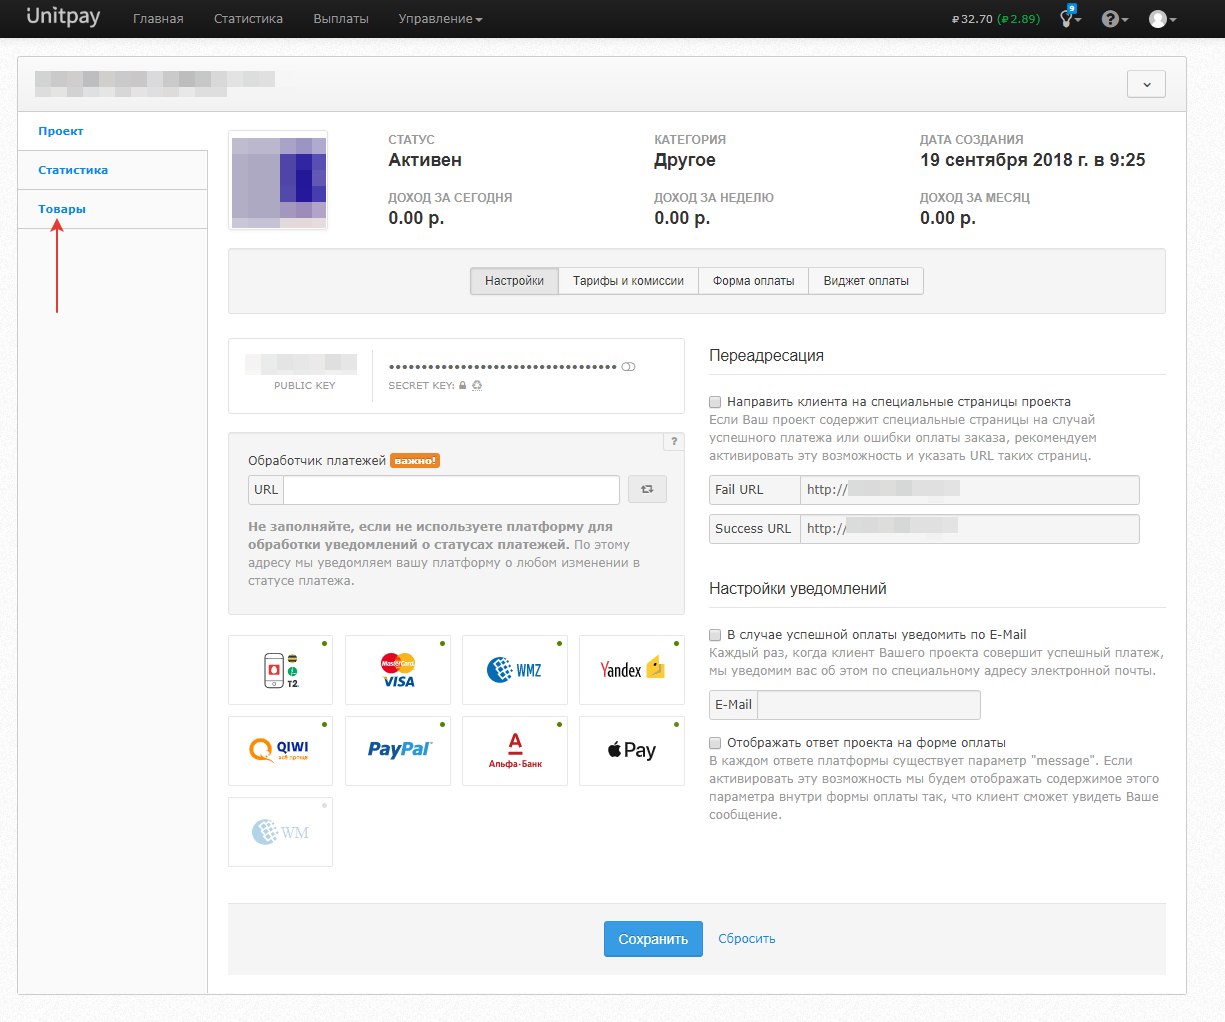 Unitpay Главная Статистика Выплаты Управление ₽32.70 (₽2.89) 9 ?
Проект
Статистика
Товары
СТАТУС
Активен
КАТЕГОРИЯ
Другое
ДАТА СОЗДАНИЯ
19 сентября 2018 г. в 9:25
ДОХОД ЗА СЕГОДНЯ
0.00 р.
ДОХОД ЗА НЕДЕЛЮ
0.00 р.
ДОХОД ЗА МЕСЯЦ
0.00 р.
Настройки Тарифы и комиссии Форма оплаты Виджет оплаты
PUBLIC KEY
SECRET KEY:
?
Обработчик платежей важно!
URL
Не заполняйте, если не используете платформу для
обработки уведомлений о статусах платежей. По этому
адресу мы уведомляем вашу платформу о любом изменении в
статусе платежа.
T2
MasterCard
VISA
WMZ
Yandex
QIWI
всё проще
PayPal
А
Альфа·Банк
Pay
WM
Переадресация
Направить клиента на специальные страницы проекта
Если Ваш проект содержит специальные страницы на случай
успешного платежа или ошибки оплаты заказа, рекомендуем
активировать эту возможность и указать URL таких страниц.
Fail URL http://
Success URL http://
Настройки уведомлений
В случае успешной оплаты уведомить по E-Mail
Каждый раз, когда клиент Вашего проекта совершит успешный платеж,
мы уведомим вас об этом по специальному адресу электронной почты.
E-Mail
Отображать ответ проекта на форме оплаты
В каждом ответе платформы существует параметр "message". Если
активировать эту возможность мы будем отображать содержимое этого
параметра внутри формы оплаты так, что клиент сможет увидеть Ваше
сообщение.
Сохранить Сбросить